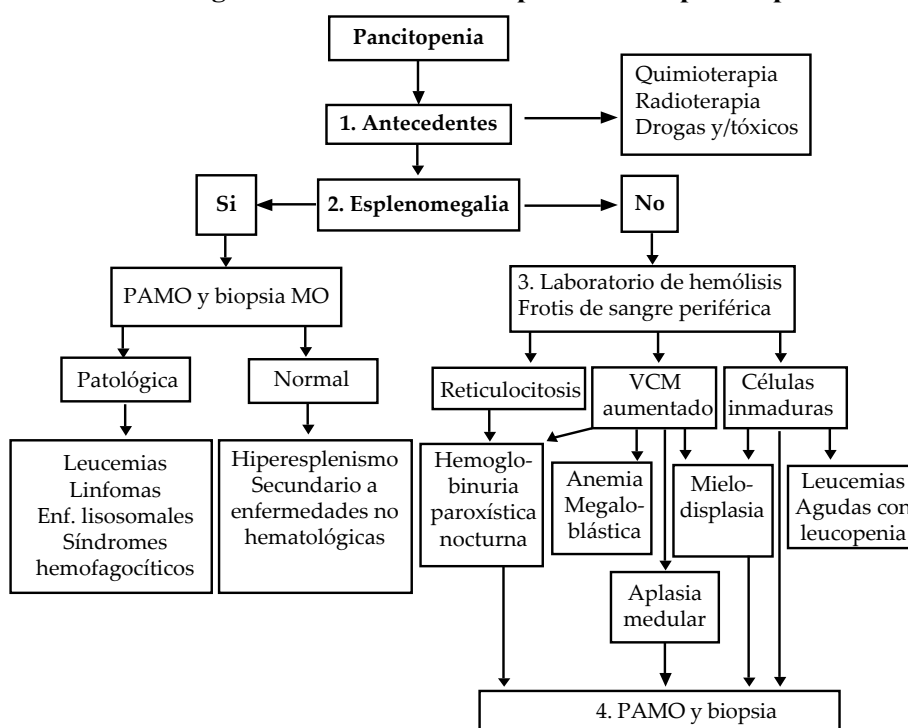 Pancitopenia
Quimioterapia
Radioterapia
Drogas y/tóxicos
1. Antecedentes
Si
2. Esplenomegalia
No
PAMO y biopsia MO
3. Laboratorio de hemólisis
Frotis de sangre periférica
Patológica
Normal
Reticulocitosis
VCM
aumentado
Células
inmaduras
Leucemias
Linfomas
Enf. lisosomales
Síndromes
hemofagocíticos
Hiperesplenismo
Secundario a
enfermedades no
hematológicas
Hemoglo-
binuria
paroxística
nocturna
Anemia
Megalo-
blástica
Mielo-
displasia
Leucemias
Agudas con
leucopenia
Aplasia
medular
4. PAMO y biopsia